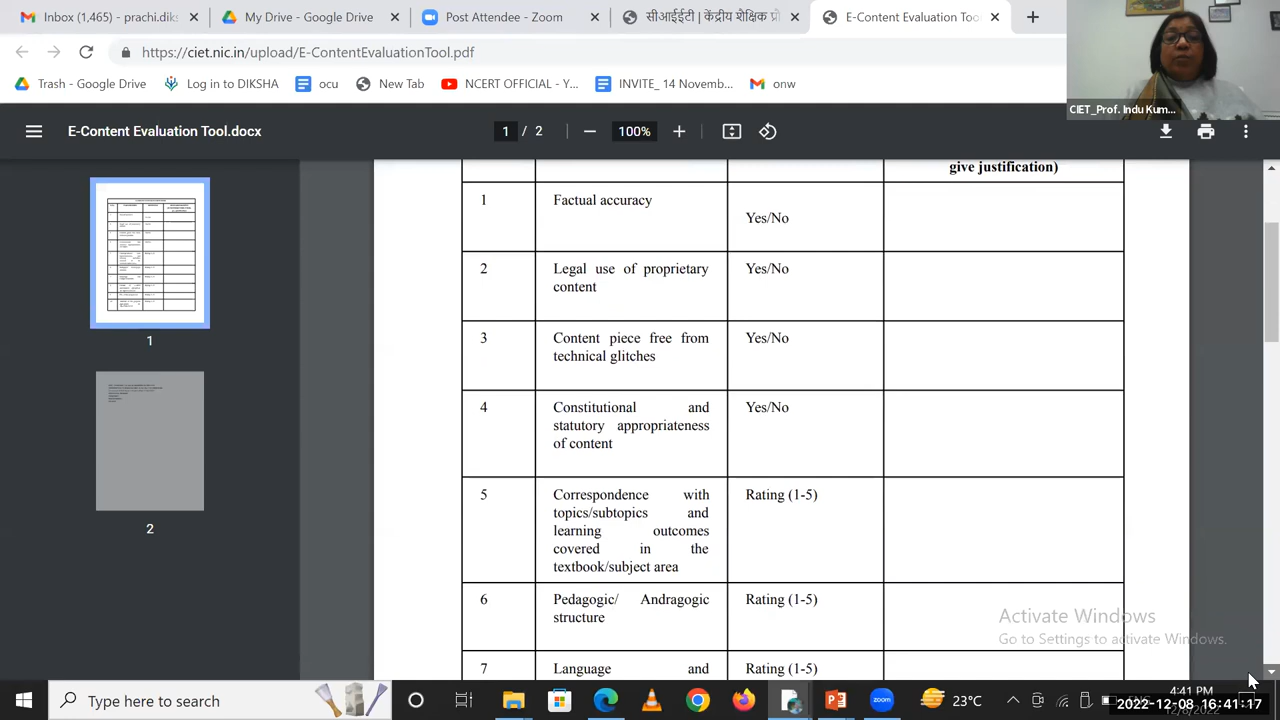 Inbox (1,465) - prachi.diks
My Drive - Google Drive
Post Attendee - Zoom
सीआईईटी | केंद्रीय शैक्षिक प्रौ
E-Content Evaluation Too
https://ciet.nic.in/upload/E-ContentEvaluationTool.pdf
Trash - Google Drive
Log in to DIKSHA
ocu
New Tab
NCERT OFFICIAL - Y...
INVITE_ 14 Novemb...
onw
CIET_Prof. Indu Kum...
E-Content Evaluation Tool.docx
1 / 2
100%
give justification)
1 Factual accuracy
Yes/No
2 Legal use of proprietary Yes/No
content
3 Content piece free from Yes/No
technical glitches
4 Constitutional and Yes/No
statutory appropriateness
of content
5 Correspondence with Rating (1-5)
topics/subtopics and
learning outcomes
covered in the
textbook/subject area
6 Pedagogic/ Andragogic Rating (1-5)
structure
7 Language and Rating (1-5)
1
2
Activate Windows
Go to Settings to activate Windows.
Type here to search
23°C
ENG
4:41 PM
2022-12-08 16:41:17